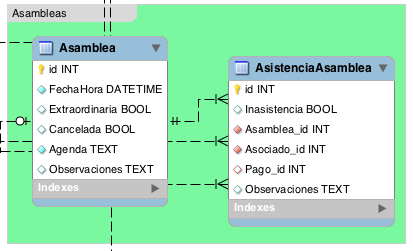 Asambleas
Asamblea
id INT
FechaHora DATETIME
Extraordinaria BOOL
Cancelada BOOL
Agenda TEXT
Observaciones TEXT
Indexes
AsistenciaAsamblea
id INT
Inasistencia BOOL
Asamblea_id INT
Asociado_id INT
Pago_id INT
Observaciones TEXT
Indexes